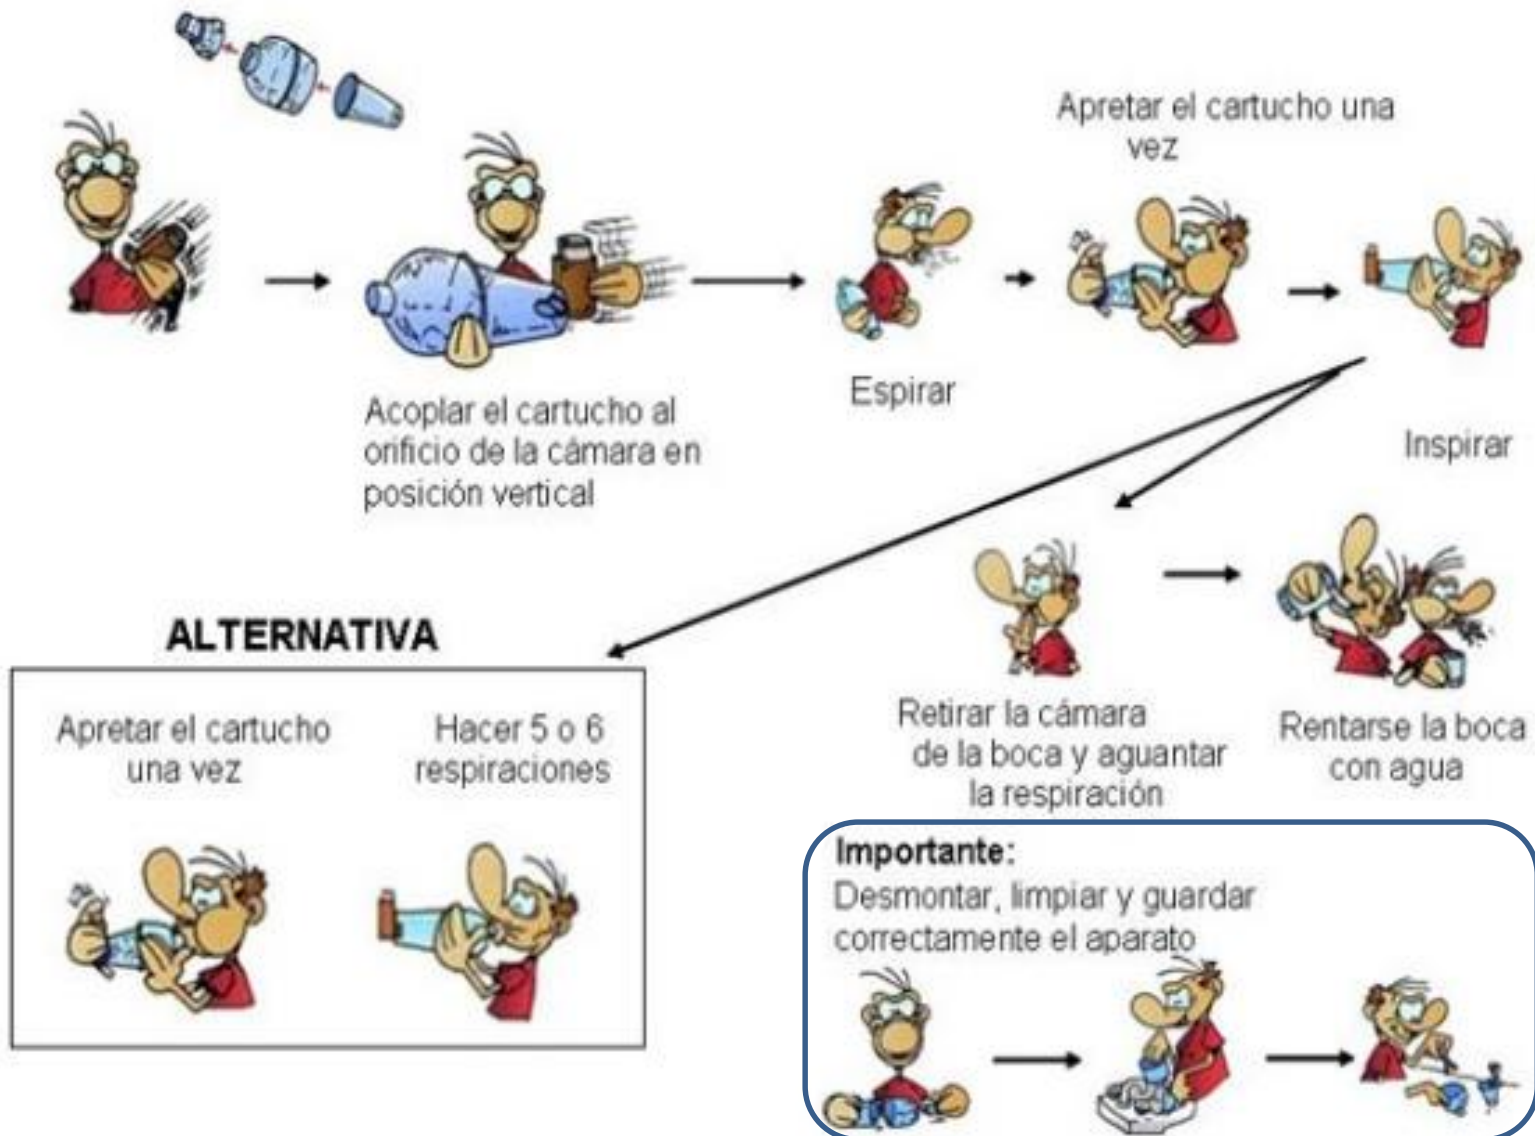 Apretar el cartucho una
vez
Acoplar el cartucho al
orificio de la cámara en
posición vertical
Espirar
Inspirar
ALTERNATIVA
Apretar el cartucho
una vez
Hacer 5 o 6
respiraciones
Retirar la cámara
de la boca y aguantar
la respiración
Rentarse la boca
con agua
Importante:
Desmontar, limpiar y guardar
correctamente el aparato